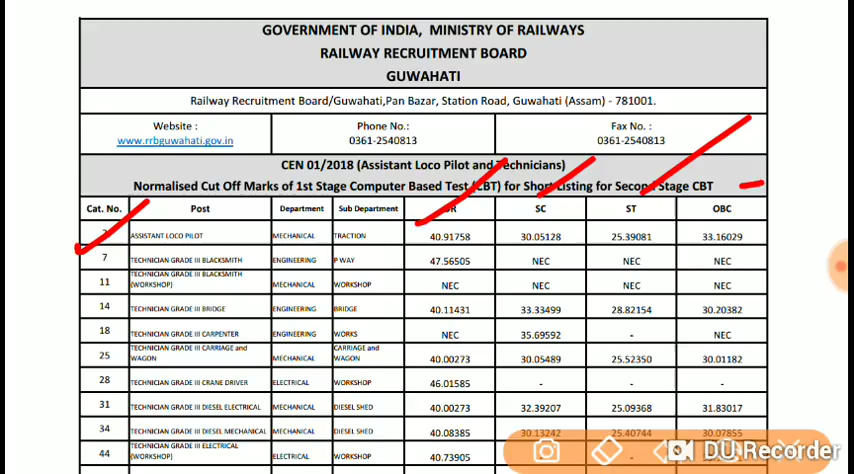 GOVERNMENT OF INDIA, MINISTRY OF RAILWAYS
RAILWAY RECRUITMENT BOARD
GUWAHATI
Railway Recruitment Board/Guwahati,Pan Bazar, Station Road, Guwahati (Assam) - 781001.
Website : Phone No.: Fax No. :
www.rrbguwahati.gov.in 0361-2540813 0361-2540813
CEN 01/2018 (Assistant Loco Pilot and Technicians)
Normalised Cut Off Marks of 1st Stage Computer Based Test (CBT) for Short Listing for Second Stage CBT
Cat. No. Post Department Sub Department SC ST OBC
ASSISTANT LOCO PILOT MECHANICAL TRACTION 40.91758 30.05128 25.39081 33.16029
7 TECHNICIAN GRADE III BLACKSMITH ENGINEERING P WAY 47.56505 NEC NEC NEC
11 TECHNICIAN GRADE III BLACKSMITH (WORKSHOP) MECHANICAL WORKSHOP NEC NEC NEC NEC
14 TECHNICIAN GRADE III BRIDGE ENGINEERING BRIDGE 40.11431 33.33499 28.82154 30.20382
18 TECHNICIAN GRADE III CARPENTER ENGINEERING WORKS NEC 35.69592 - NEC
25 TECHNICIAN GRADE III CARRIAGE and WAGON MECHANICAL CARRIAGE and WAGON 40.00273 30.05489 25.52350 30.01182
28 TECHNICIAN GRADE III CRANE DRIVER ELECTRICAL WORKSHOP 46.01585 - - -
31 TECHNICIAN GRADE III DIESEL ELECTRICAL MECHANICAL DIESEL SHED 40.00273 32.39207 25.09368 31.83017
34 TECHNICIAN GRADE III DIESEL MECHANICAL MECHANICAL DIESEL SHED 40.08385 30.13242 25.40744 30.07855
44 TECHNICIAN GRADE III ELECTRICAL (WORKSHOP) ELECTRICAL WORKSHOP 40.73905
DU Recorder